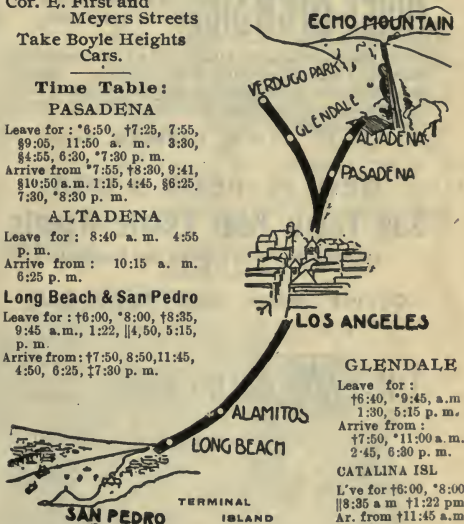 Cor. E. First and
Meyers Streets
Take Boyle Heights
Cars.
Time Table:
PASADENA
Leave for: *6:50, †7:25, 7:55,
§9:05, 11:50 a. m. 3:30,
§4:55, 6:30, *7:30 p. m.
Arrive from *7:55, †8:30, 9:41,
§10:50 a.m. 1:15, 4:45, §6:25,
7:30, *8:30 p. m.
ALTADENA
Leave for: 8:40 a. m. 4:55
p. m.
Arrive from: 10:15 a. m.
6:25 p. m.
Long Beach & San Pedro
Leave for: †6:00, *8:00, †8:35,
9:45 a.m., 1:22, ||4,50, 5:15,
p. m.
Arrive from: †7:50, 8:50, 11:45,
4:50, 6:25, ‡7:30 p. m.
ECHO MOUNTAIN
VERDUGO PARK
GLENDALE
ALTADENA
PASADENA
LOS ANGELES
ALAMITOS
LONG BEACH
SAN PEDRO
TERMINAL
ISLAND
GLENDALE
Leave for:
†6:40, *9:45, a.m
1:30, 5:15 p. m.
Arrive from:
†7:50, *11:00 a. m.
2·45, 6:30 p. m.
CATALINA ISL
L've for †6:00, *8:00
||8:35 a m †1:22 pm
Ar. from †11:45 a.m